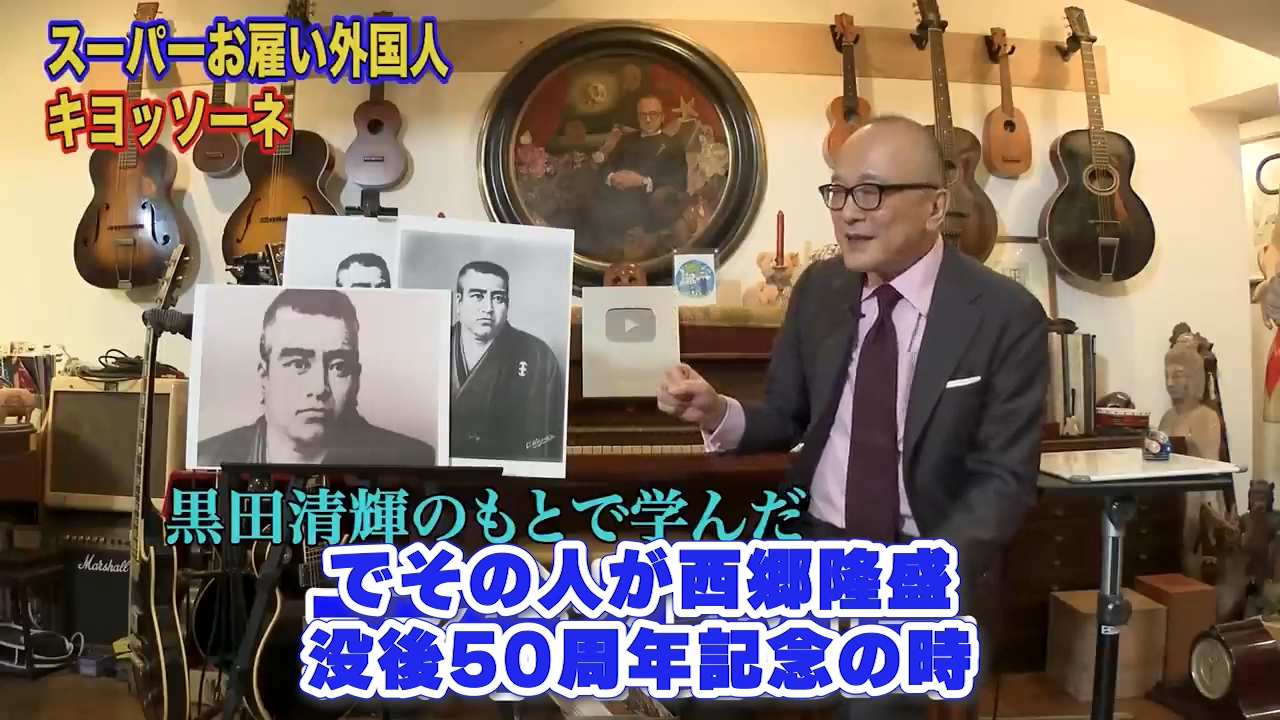 スーパーお雇い外国人
キヨッソーネ
黒田清輝のもとで学んだ
Marshall
でその人が西郷隆盛
没後50周年記念の時